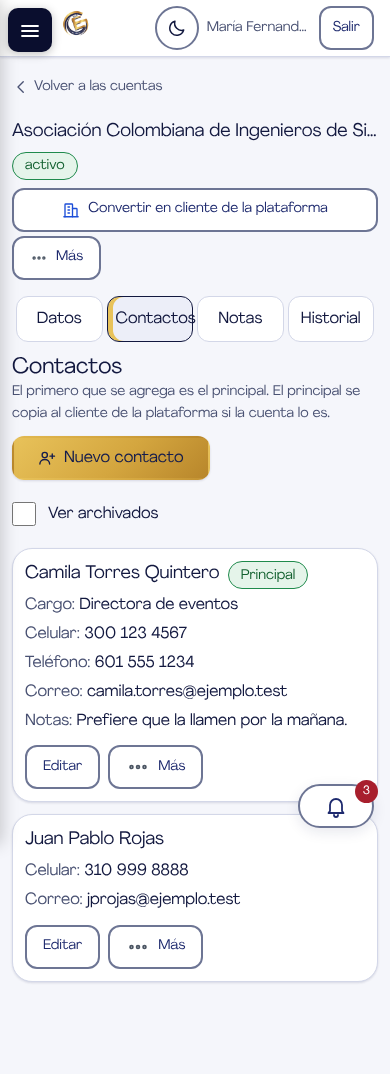 María Fernand...
Salir
Volver a las cuentas
Asociación Colombiana de Ingenieros de Si...
activo
Convertir en cliente de la plataforma
Más
Datos
Contactos
Notas
Historial
Contactos
El primero que se agrega es el principal. El principal se
copia al cliente de la plataforma si la cuenta lo es.
Nuevo contacto
Ver archivados
Camila Torres Quintero Principal
Cargo: Directora de eventos
Celular: 300 123 4567
Teléfono: 601 555 1234
Correo: camila.torres@ejemplo.test
Notas: Prefiere que la llamen por la mañana.
Editar
Más
3
Juan Pablo Rojas
Celular: 310 999 8888
Correo: jprojas@ejemplo.test
Editar
Más